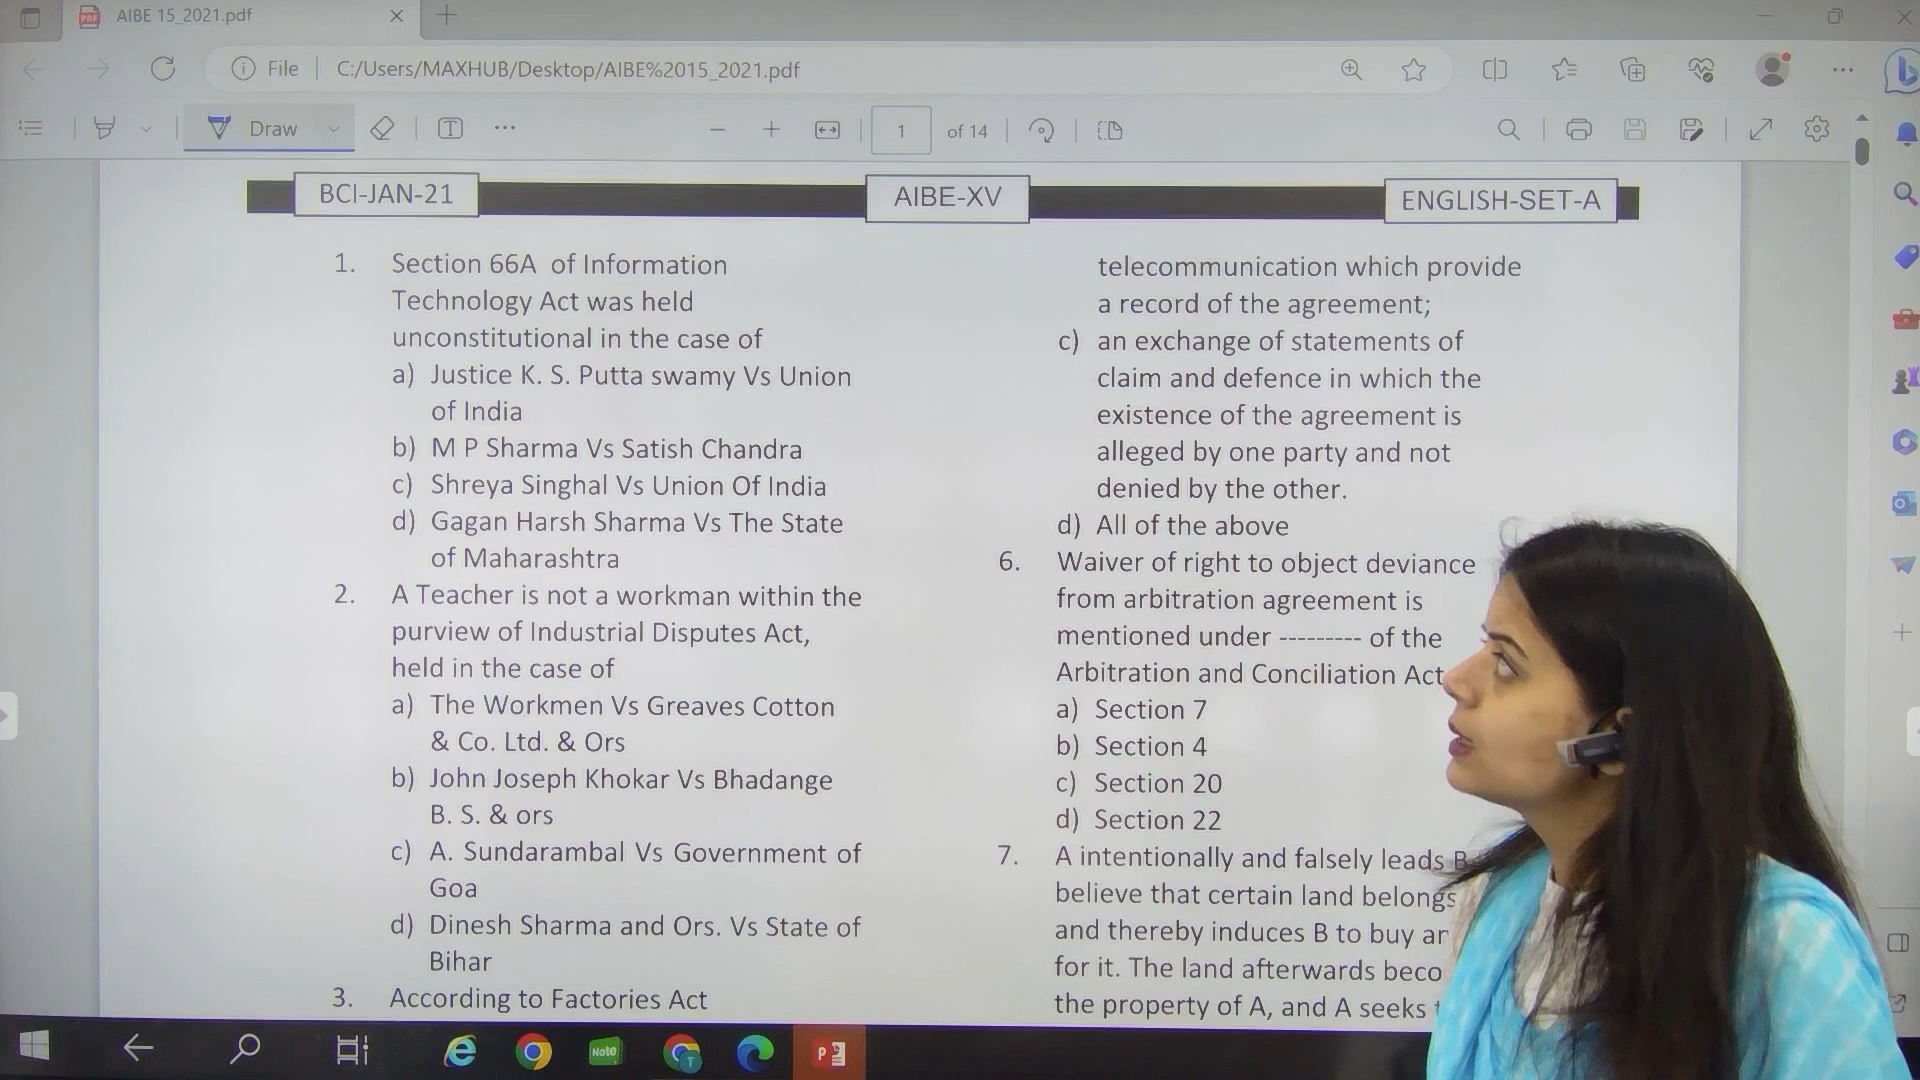 AIBE 15_2021.pdf
File
C:/Users/MAXHUB/Desktop/AIBE%2015_2021.pdf
Draw
1
of 14
BCI-JAN-21
AIBE-XV
ENGLISH-SET-A
1. Section 66A of Information
Technology Act was held
unconstitutional in the case of
a) Justice K. S. Putta swamy Vs Union
of India
b) M P Sharma Vs Satish Chandra
c) Shreya Singhal Vs Union Of India
d) Gagan Harsh Sharma Vs The State
of Maharashtra
2. A Teacher is not a workman within the
purview of Industrial Disputes Act,
held in the case of
a) The Workmen Vs Greaves Cotton
& Co. Ltd. & Ors
b) John Joseph Khokar Vs Bhadange
B. S. & ors
c) A. Sundarambal Vs Government of
Goa
d) Dinesh Sharma and Ors. Vs State of
Bihar
3. According to Factories Act
telecommunication which provide
a record of the agreement;
c) an exchange of statements of
claim and defence in which the
existence of the agreement is
alleged by one party and not
denied by the other.
d) All of the above
6. Waiver of right to object deviance
from arbitration agreement is
mentioned under --------- of the
Arbitration and Conciliation Act
a) Section 7
b) Section 4
c) Section 20
d) Section 22
7. A intentionally and falsely leads B
believe that certain land belongs
and thereby induces B to buy
for it. The land afterwards
the property of A, and A seeks
Note